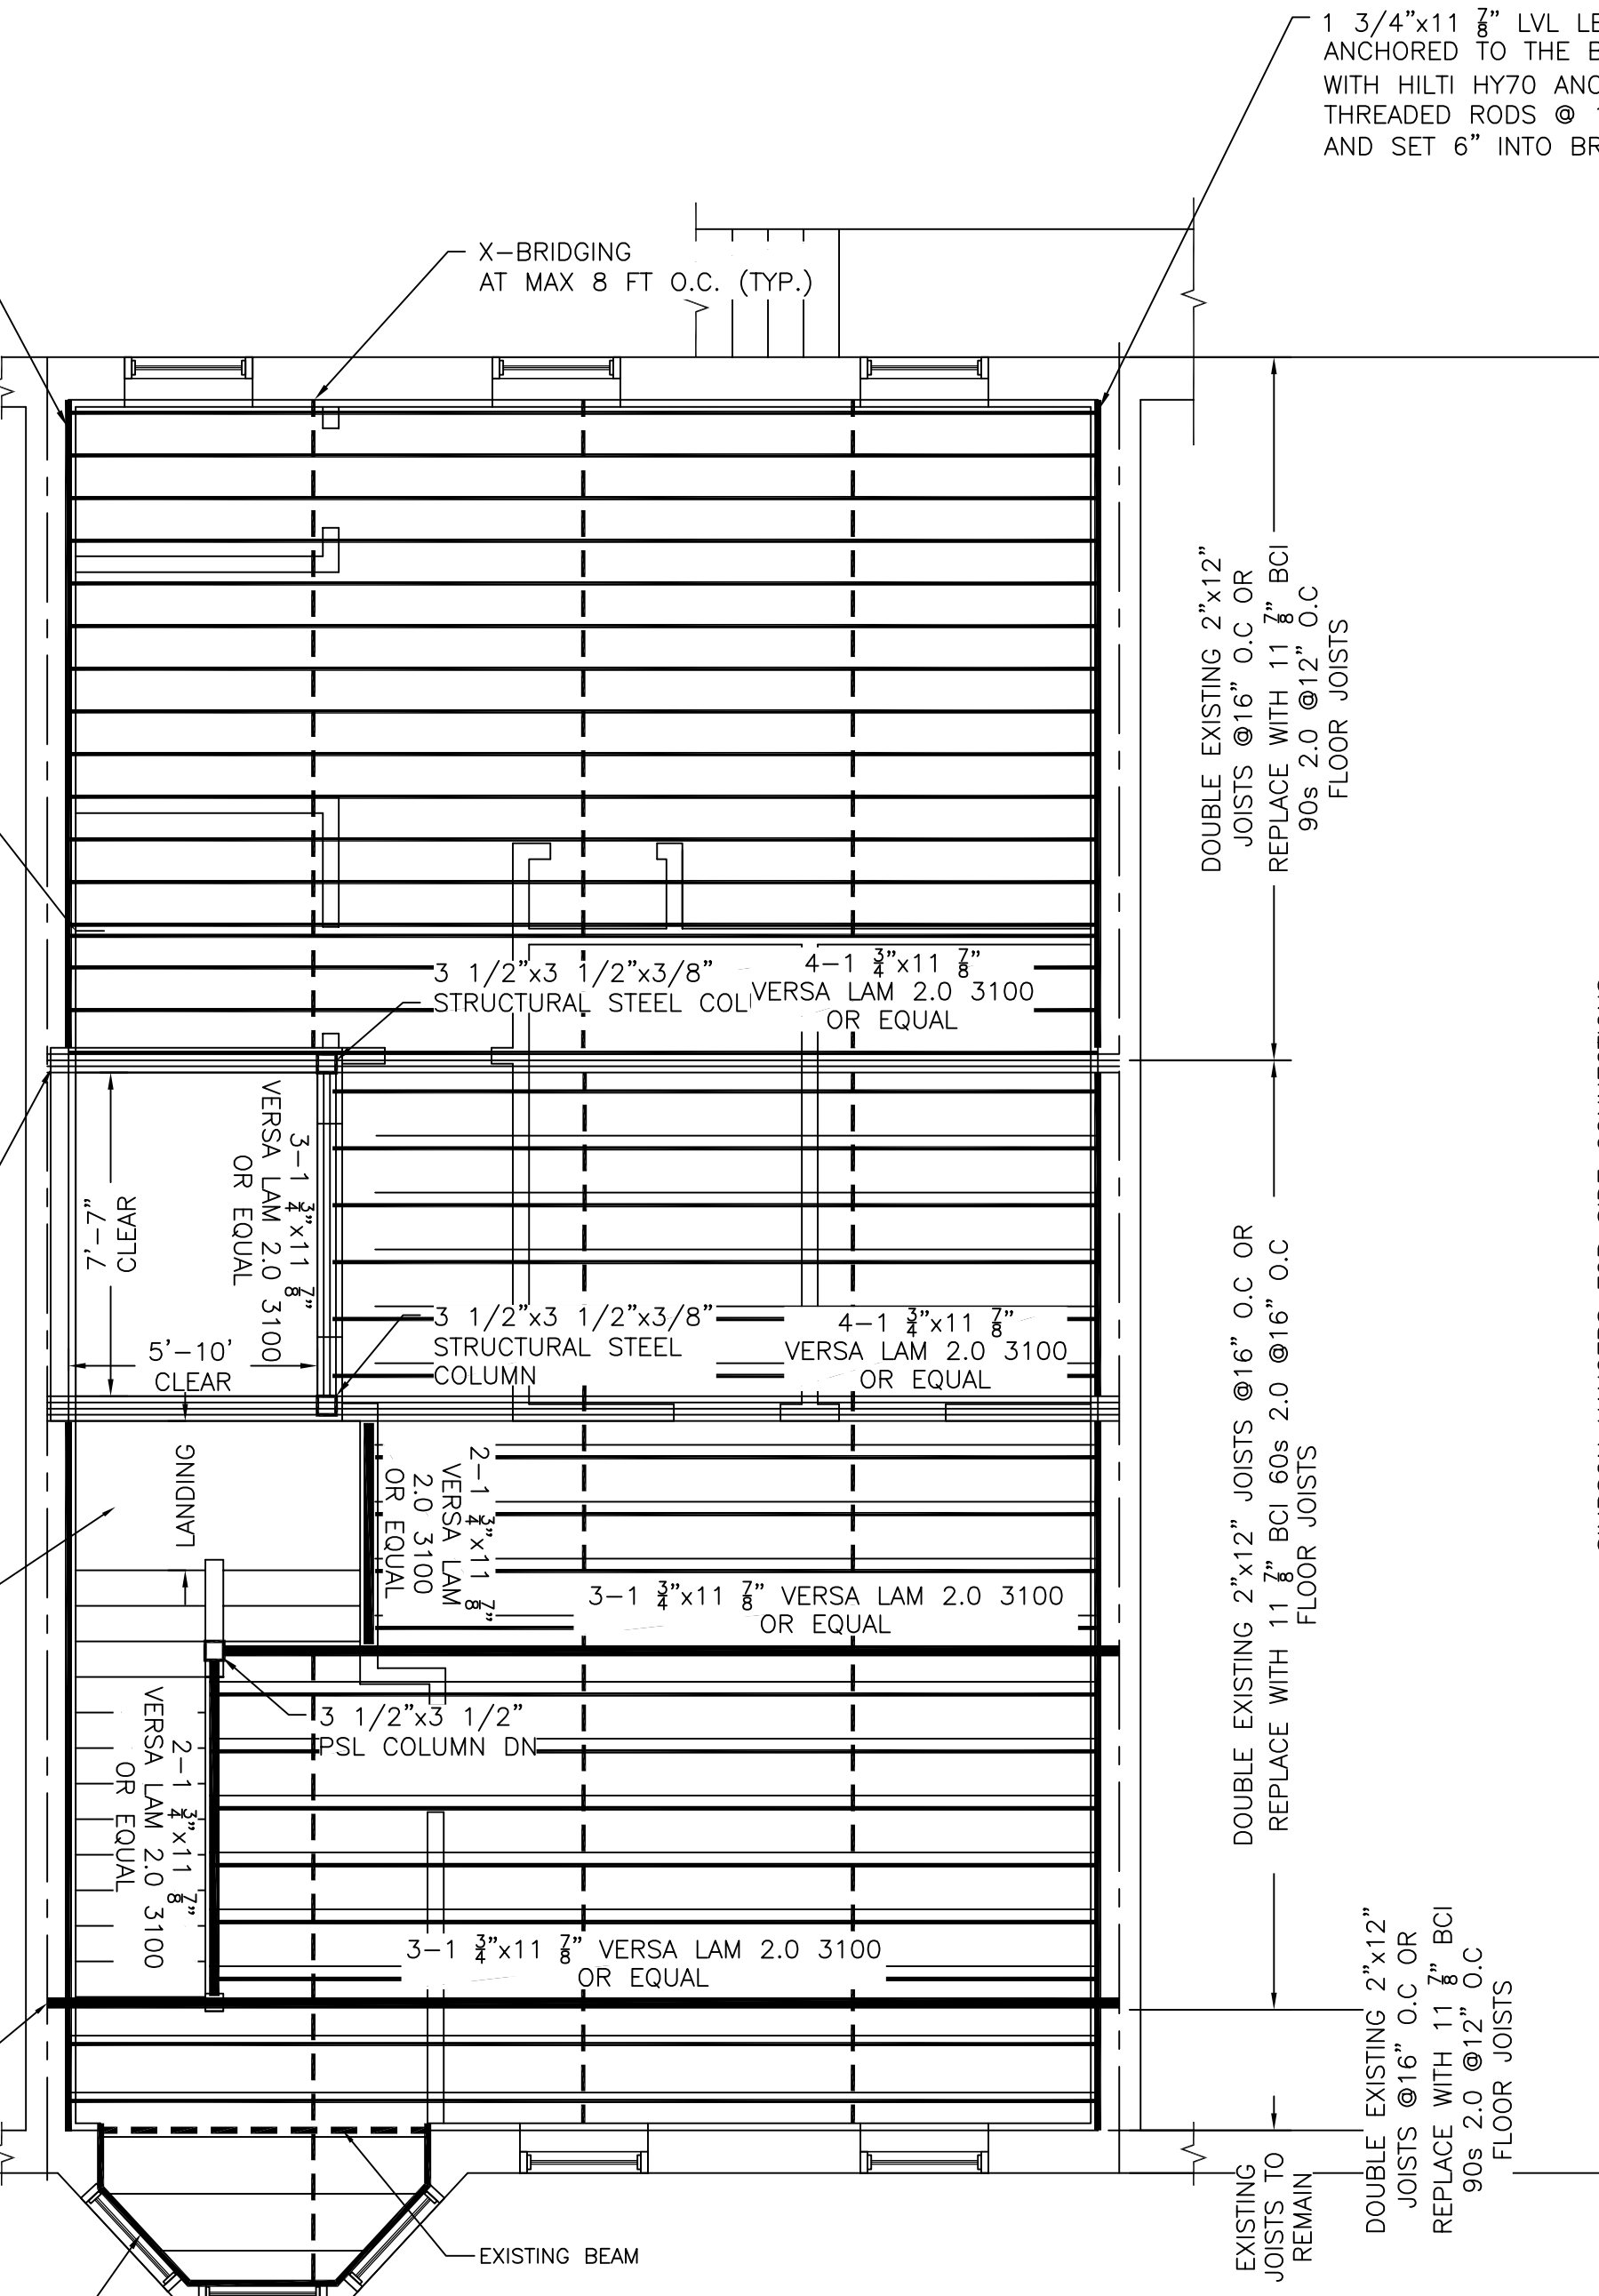 1 3/4"x11 7/8" LVL
ANCHORED TO THE
WITH HILTI HY70
THREADED RODS @
AND SET 6" INTO
X-BRIDGING
AT MAX 8 FT O.C. (TYP.)
DOUBLE EXISTING 2"x12"
JOISTS @16" O.C OR
REPLACE WITH 11 7/8" BCI
90s 2.0 @12" O.C
FLOOR JOISTS
3 1/2"x3 1/2"x3/8"
STRUCTURAL STEEL
4-1 3/4"x11 7/8"
VERSA LAM 2.0 3100
OR EQUAL
3-1 3/4"x11 7/8"
VERSA LAM 2.0 3100
OR EQUAL
7'-7"
CLEAR
5'-10'
CLEAR
3 1/2"x3 1/2"x3/8"
STRUCTURAL STEEL
COLUMN
4-1 3/4"x11 7/8"
VERSA LAM 2.0 3100
OR EQUAL
DOUBLE EXISTING 2"x12" JOISTS @16" O.C OR
REPLACE WITH 11 7/8" BCI 60s 2.0 @16" O.C
FLOOR JOISTS
LANDING
2-1 3/4"x11 7/8"
VERSA LAM
2.0 3100
OR EQUAL
3-1 3/4"x11 7/8" VERSA LAM 2.0 3100
OR EQUAL
3 1/2"x3 1/2"
PSL COLUMN DN
2-1 3/4"x11 7/8"
VERSA LAM 2.0 3100
OR EQUAL
3-1 3/4"x11 7/8" VERSA LAM 2.0 3100
OR EQUAL
DOUBLE EXISTING 2"x12"
JOISTS @16" O.C OR
REPLACE WITH 11 7/8" BCI
90s 2.0 @12" O.C
FLOOR JOISTS
EXISTING
JOISTS TO
REMAIN
EXISTING BEAM